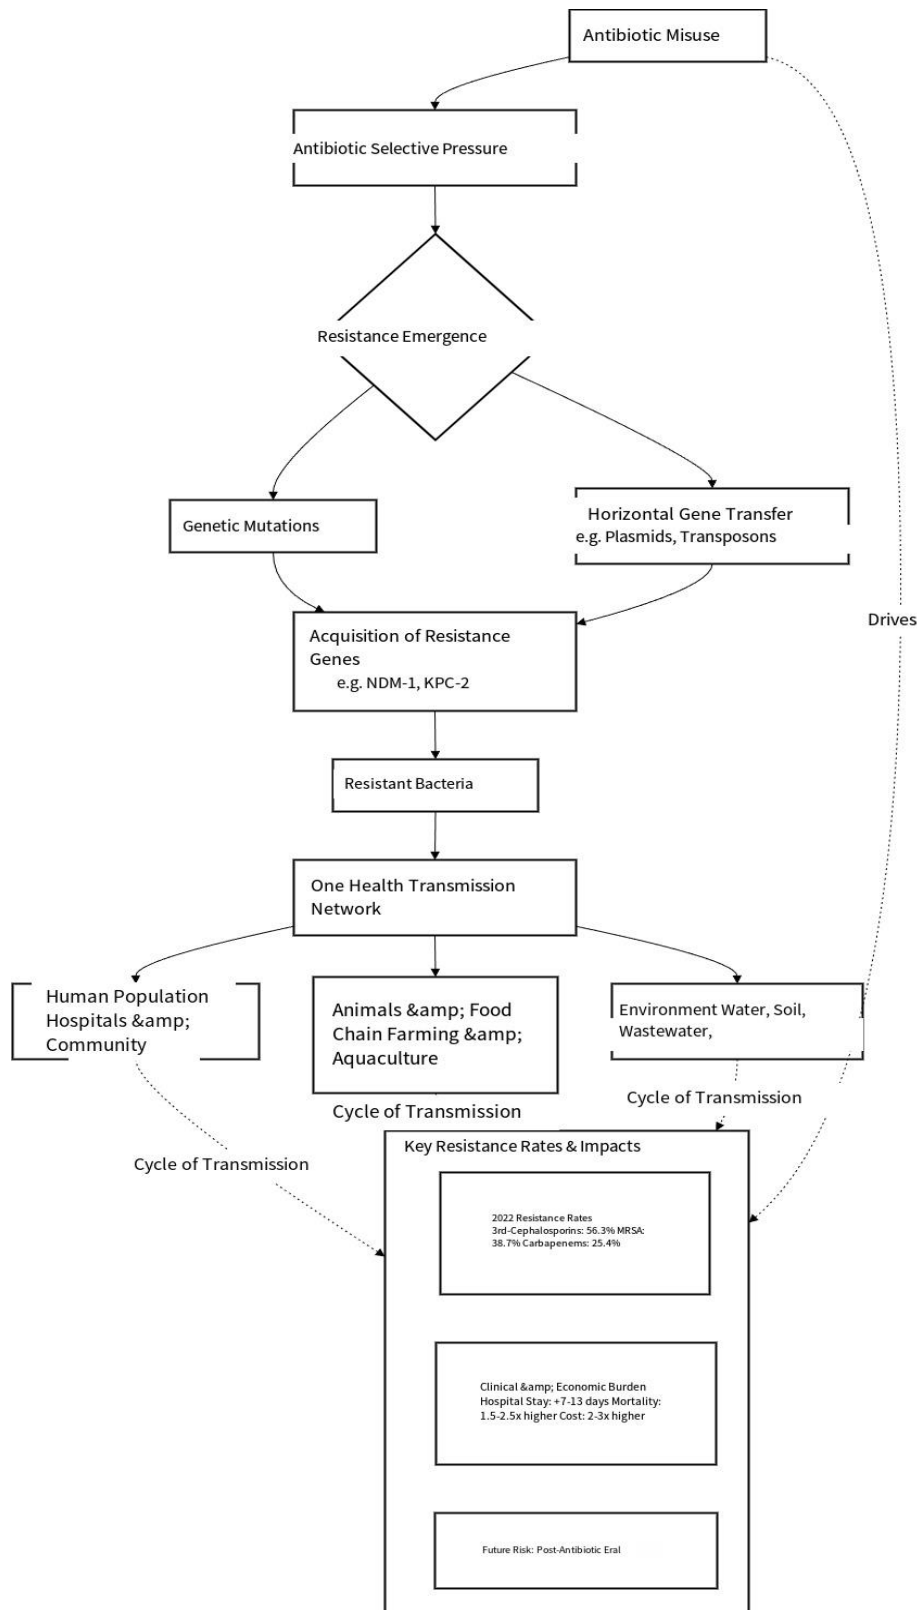 Antibiotic Misuse
Antibiotic Selective Pressure
Resistance Emergence
Genetic Mutations
Horizontal Gene Transfer
e.g. Plasmids, Transposons
Drives
Acquisition of Resistance
Genes
e.g. NDM-1, KPC-2
Resistant Bacteria
One Health Transmission
Network
Human Population
Hospitals &amp;
Community
Animals &amp; Food
Chain Farming &amp;
Aquaculture
Environment Water, Soil,
Wastewater,
Cycle of Transmission
Cycle of Transmission
Cycle of Transmission
Key Resistance Rates & Impacts
2022 Resistance Rates
3rd-Cephalosporins: 56.3% MRSA:
38.7% Carbapenems: 25.4%
Clinical &amp; Economic Burden
Hospital Stay: +7-13 days Mortality:
1.5-2.5x higher Cost: 2-3x higher
Future Risk: Post-Antibiotic Eral